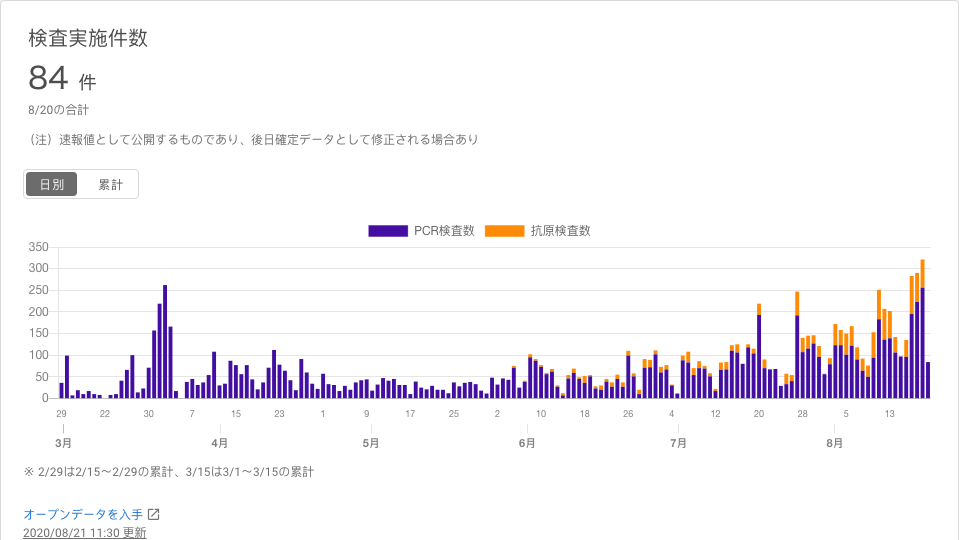 検査実施件数
84 件
8/20の合計
（注）速報値として公開するものであり、後日確定データとして修正される場合あり
日別 累計
PCR検査数 抗原検査数
350
300
250
200
150
100
50
0
29 22 30 7 15 23 1 9 17 25 2 10 18 26 4 12 20 28 5 13
3月 4月 5月 6月 7月 8月
※ 2/29は2/15〜2/29の累計、3/15は3/1〜3/15の累計
オープンデータを入手
2020/08/21 11:30 更新